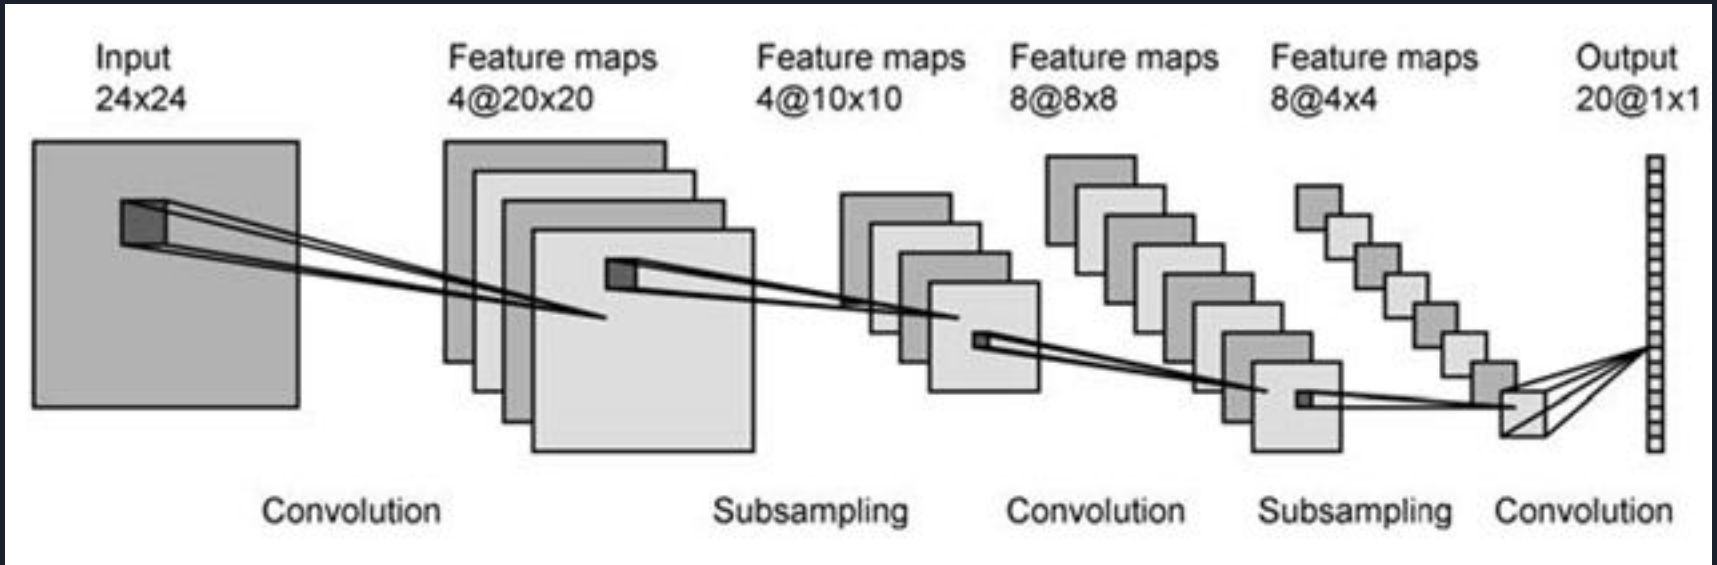 Input
24x24
Feature maps
4@20x20
Feature maps
4@10x10
Feature maps
8@8x8
Feature maps
8@4x4
Output
20@1x1
Convolution
Subsampling
Convolution
Subsampling
Convolution